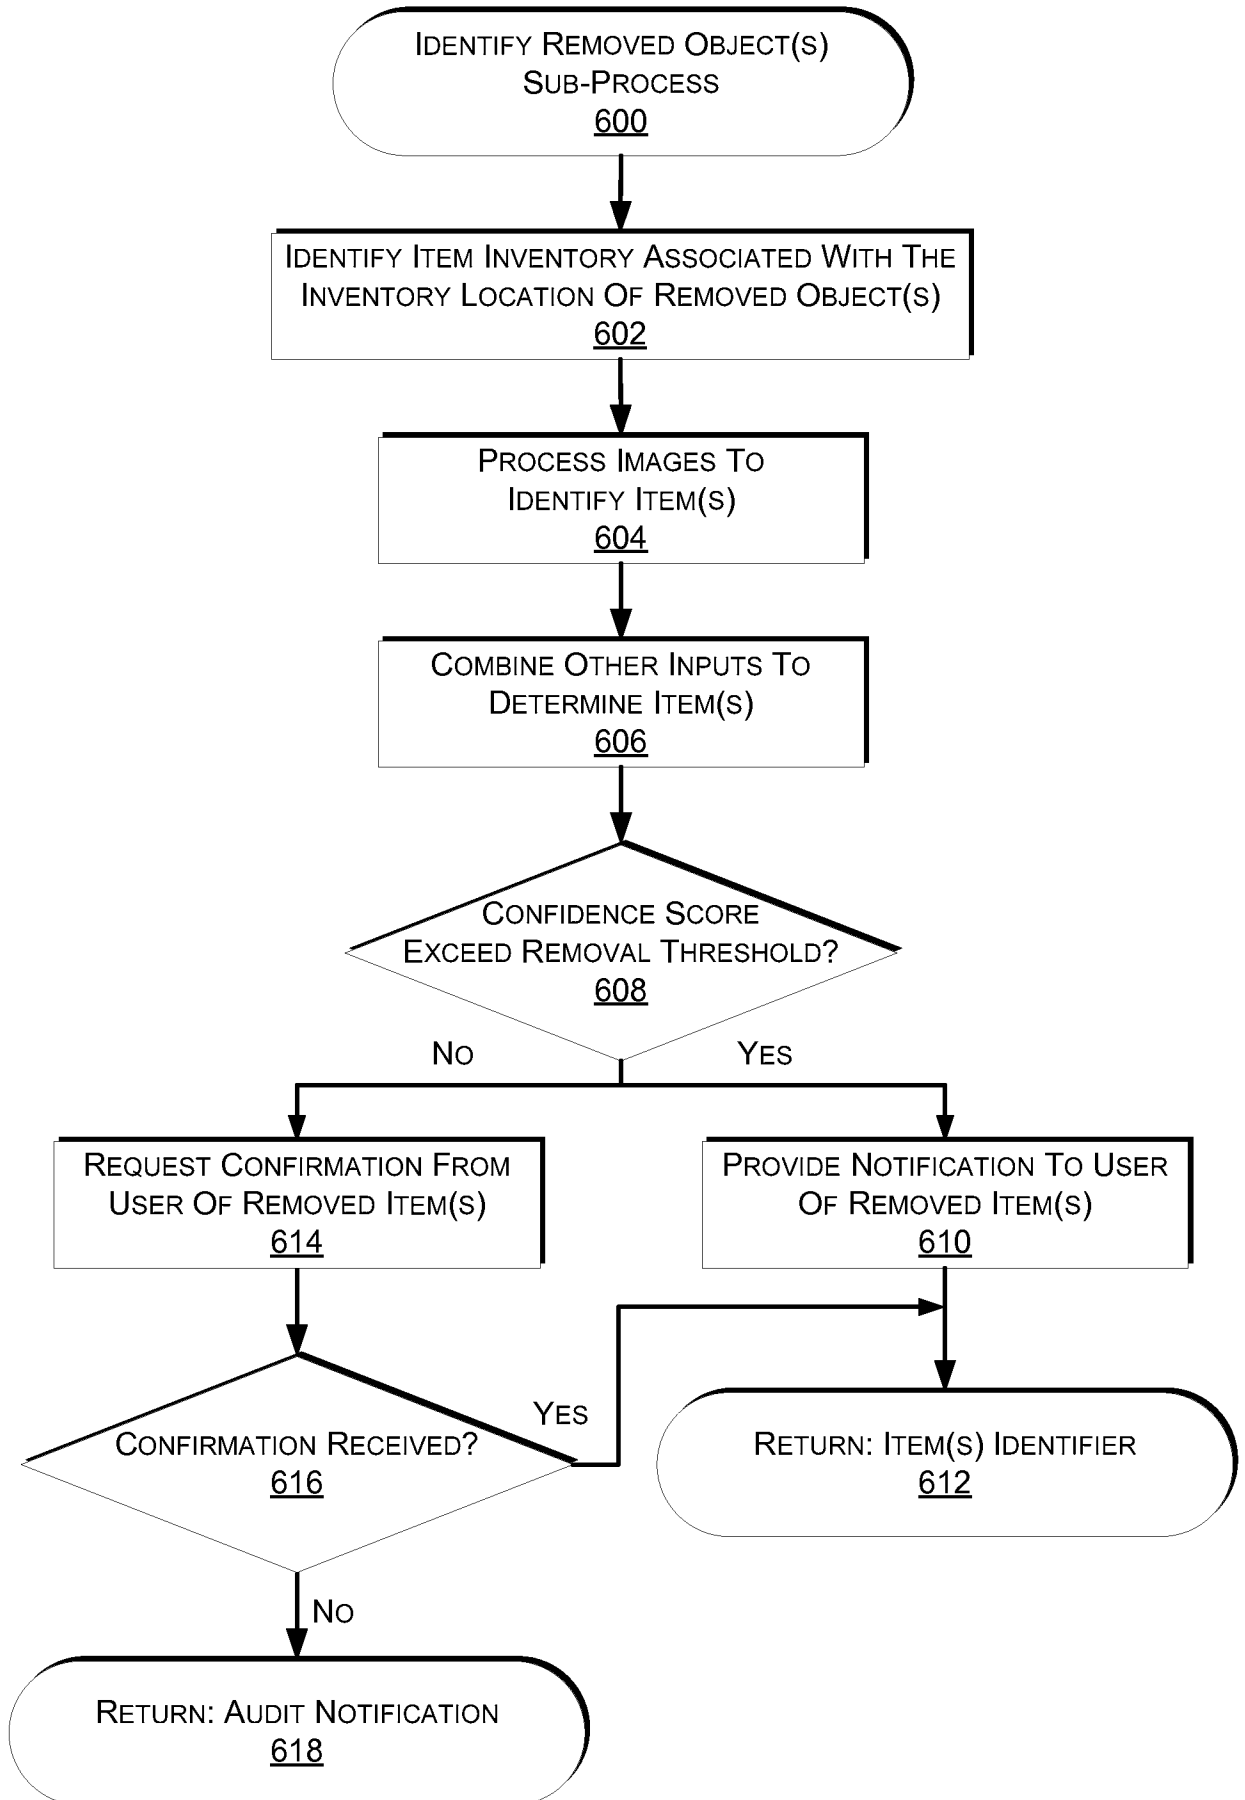 Identify Removed Object(s)
Sub-Process
600
Identify Item Inventory Associated With The
Inventory Location Of Removed Object(s)
602
Process Images To
Identify Item(s)
604
Combine Other Inputs To
Determine Item(s)
606
Confidence Score
Exceed Removal Threshold?
608
No
Yes
Request Confirmation From
User Of Removed Item(s)
614
Provide Notification To User
Of Removed Item(s)
610
Yes
Confirmation Received?
616
Return: Item(s) Identifier
612
No
Return: Audit Notification
618